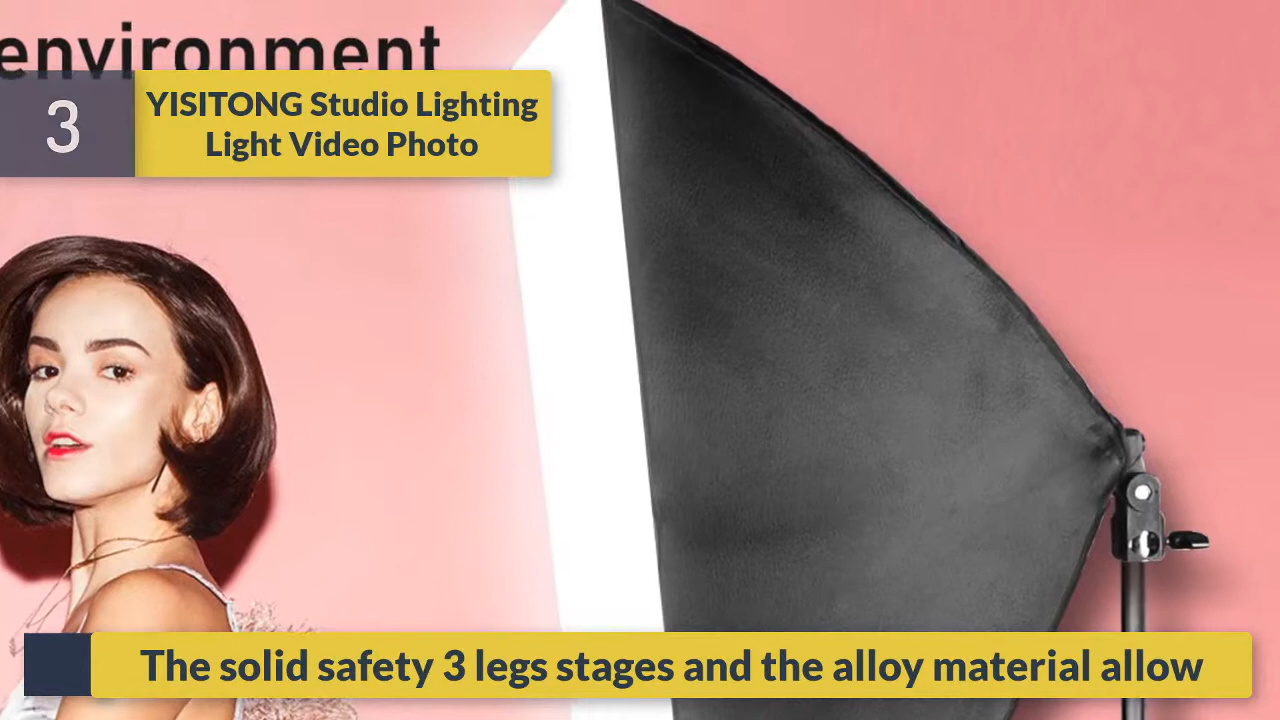 environment
3
YISITONG Studio Lighting
Light Video Photo
The solid safety 3 legs stages and the alloy material allow